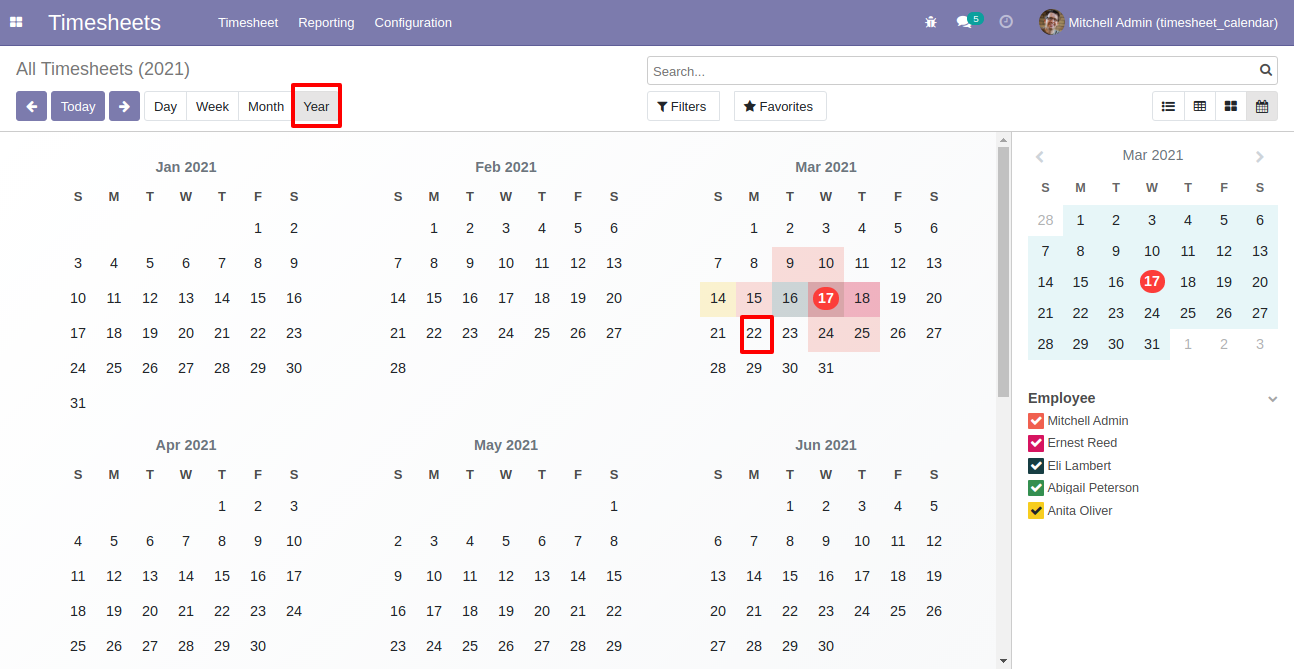 Timesheets Timesheet Reporting Configuration 5 Mitchell Admin (timesheet_calendar)
All Timesheets (2021) Search...
Today Day Week Month Year Filters Favorites
Jan 2021
S M T W T F S
1 2
3 4 5 6 7 8 9
10 11 12 13 14 15 16
17 18 19 20 21 22 23
24 25 26 27 28 29 30
31
Feb 2021
S M T W T F S
1 2 3 4 5 6
7 8 9 10 11 12 13
14 15 16 17 18 19 20
21 22 23 24 25 26 27
28
Mar 2021
S M T W T F S
1 2 3 4 5 6
7 8 9 10 11 12 13
14 15 16 17 18 19 20
21 22 23 24 25 26 27
28 29 30 31
Apr 2021
S M T W T F S
1 2 3
4 5 6 7 8 9 10
11 12 13 14 15 16 17
18 19 20 21 22 23 24
25 26 27 28 29 30
May 2021
S M T W T F S
1
2 3 4 5 6 7 8
9 10 11 12 13 14 15
16 17 18 19 20 21 22
23 24 25 26 27 28 29
Jun 2021
S M T W T F S
1 2 3 4 5
6 7 8 9 10 11 12
13 14 15 16 17 18 19
20 21 22 23 24 25 26
27 28 29 30
Mar 2021
S M T W T F S
28 1 2 3 4 5 6
7 8 9 10 11 12 13
14 15 16 17 18 19 20
21 22 23 24 25 26 27
28 29 30 31 1 2 3
Employee
Mitchell Admin
Ernest Reed
Eli Lambert
Abigail Peterson
Anita Oliver